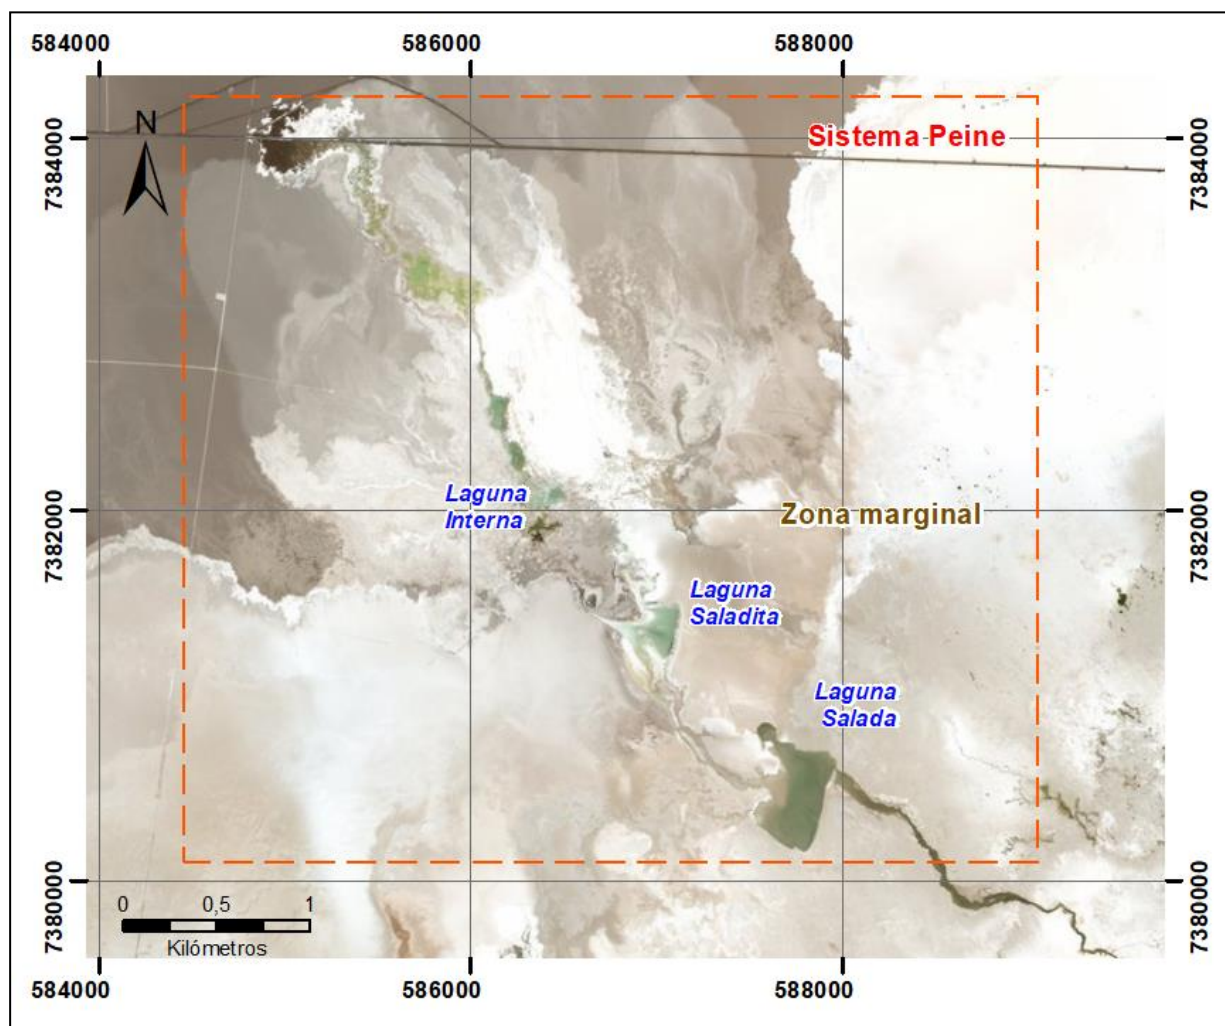 584000
586000
588000
N
Sistema Peine
7384000
7384000
Laguna
Interna
Zona marginal
7382000
7382000
Laguna
Saladita
Laguna
Salada
7380000
7380000
0
0,5
1
Kilómetros
584000
586000
588000